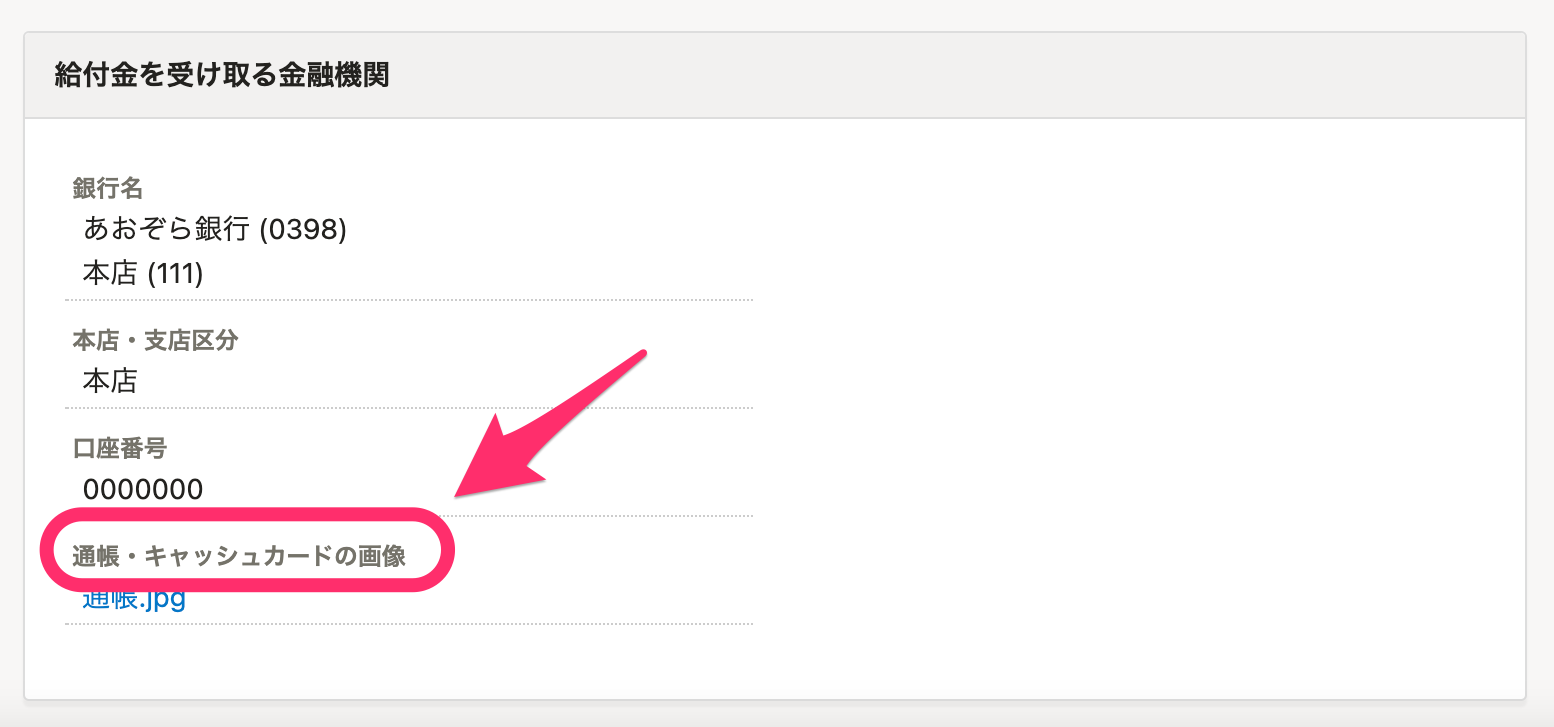 給付金を受け取る金融機関
銀行名
あおぞら銀行 (0398)
本店 (111)
本店・支店区分
本店
口座番号
0000000
通帳・キャッシュカードの画像
通帳.jpg